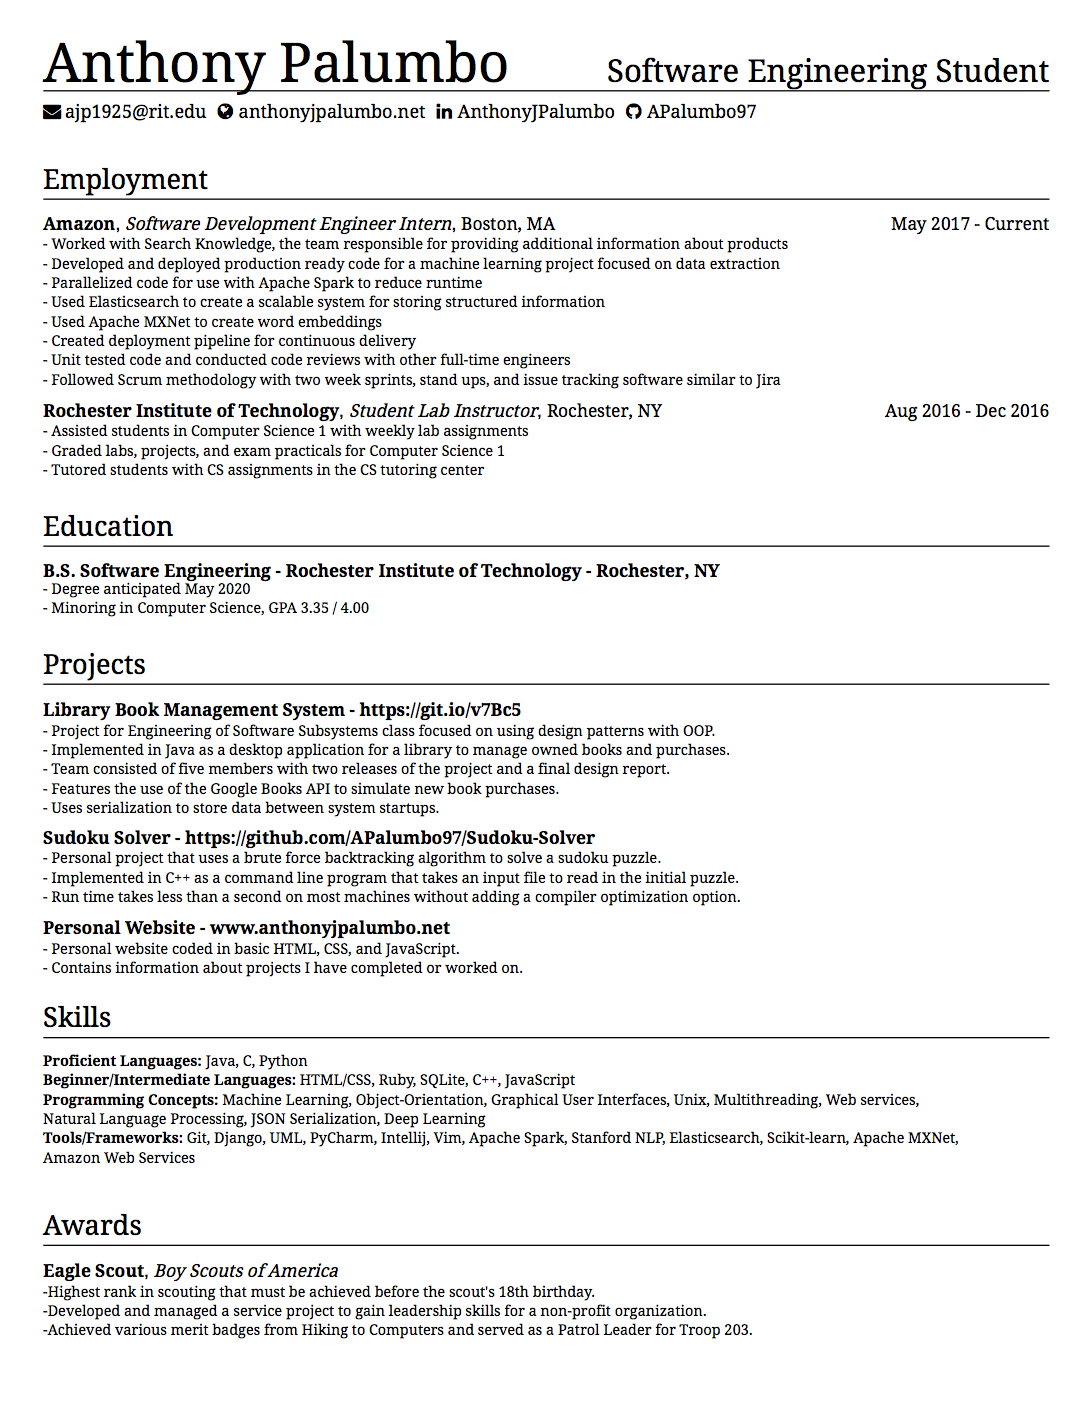 Anthony Palumbo Software Engineering Student
ajp1925@rit.edu anthonyjpalumbo.net AnthonyJPalumbo APalumbo97
Employment
Amazon, Software Development Engineer Intern, Boston, MA May 2017 - Current
- Worked with Search Knowledge, the team responsible for providing additional information about products
- Developed and deployed production ready code for a machine learning project focused on data extraction
- Parallelized code for use with Apache Spark to reduce runtime
- Used Elasticsearch to create a scalable system for storing structured information
- Used Apache MXNet to create word embeddings
- Created deployment pipeline for continuous delivery
- Unit tested code and conducted code reviews with other full-time engineers
- Followed Scrum methodology with two week sprints, stand ups, and issue tracking software similar to Jira
Rochester Institute of Technology, Student Lab Instructor, Rochester, NY Aug 2016 - Dec 2016
- Assisted students in Computer Science 1 with weekly lab assignments
- Graded labs, projects, and exam practicals for Computer Science 1
- Tutored students with CS assignments in the CS tutoring center
Education
B.S. Software Engineering - Rochester Institute of Technology - Rochester, NY
- Degree anticipated May 2020
- Minoring in Computer Science, GPA 3.35 / 4.00
Projects
Library Book Management System - https://git.io/v7Bc5
- Project for Engineering of Software Subsystems class focused on using design patterns with OOP.
- Implemented in Java as a desktop application for a library to manage owned books and purchases.
- Team consisted of five members with two releases of the project and a final design report.
- Features the use of the Google Books API to simulate new book purchases.
- Uses serialization to store data between system startups.
Sudoku Solver - https://github.com/APalumbo97/Sudoku-Solver
- Personal project that uses a brute force backtracking algorithm to solve a sudoku puzzle.
- Implemented in C++ as a command line program that takes an input file to read in the initial puzzle.
- Run time takes less than a second on most machines without adding a compiler optimization option.
Personal Website - www.anthonyjpalumbo.net
- Personal website coded in basic HTML, CSS, and JavaScript.
- Contains information about projects I have completed or worked on.
Skills
Proficient Languages: Java, C, Python
Beginner/Intermediate Languages: HTML/CSS, Ruby, SQLite, C++, JavaScript
Programming Concepts: Machine Learning, Object-Orientation, Graphical User Interfaces, Unix, Multithreading, Web services,
Natural Language Processing, JSON Serialization, Deep Learning
Tools/Frameworks: Git, Django, UML, PyCharm, Intellij, Vim, Apache Spark, Stanford NLP, Elasticsearch, Scikit-learn, Apache MXNet,
Amazon Web Services
Awards
Eagle Scout, Boy Scouts of America
-Highest rank in scouting that must be achieved before the scout's 18th birthday.
-Developed and managed a service project to gain leadership skills for a non-profit organization.
-Achieved various merit badges from Hiking to Computers and served as a Patrol Leader for Troop 203.